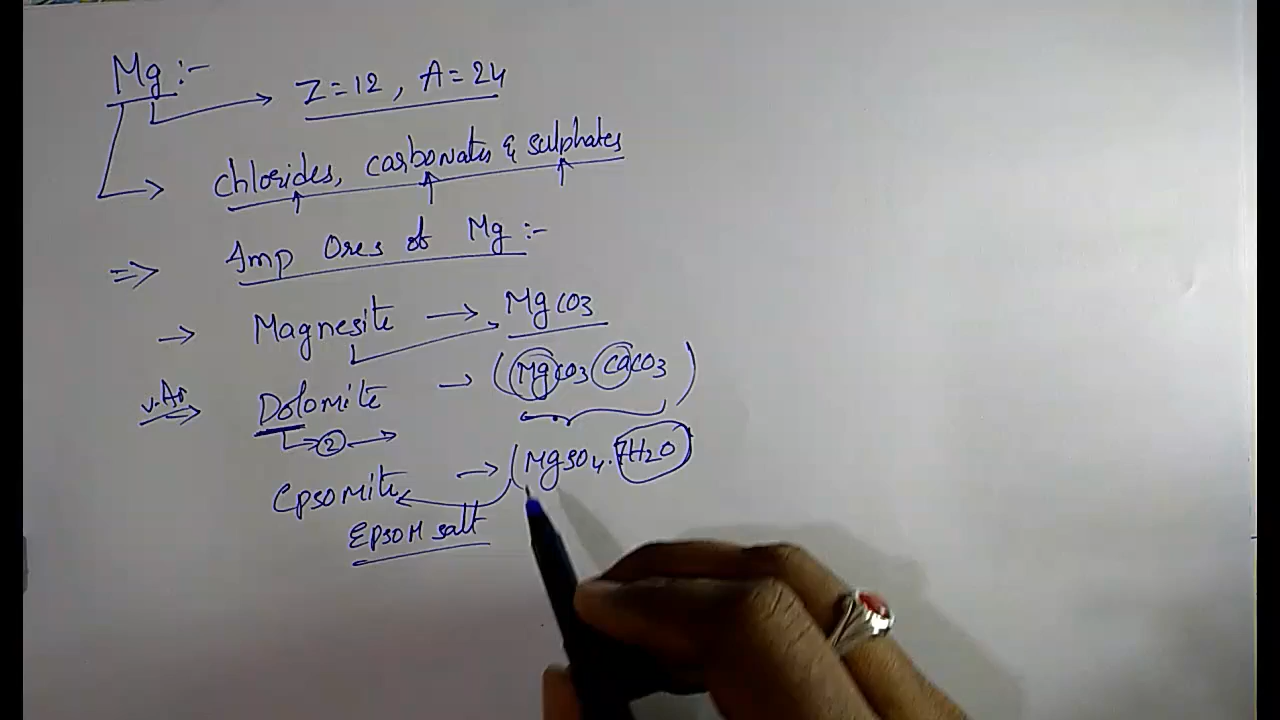 Mg :-
Z = 12, A = 24
chlorides, carbonates & sulphates
⇒ Imp Ores of Mg :-
→ Magnesite → MgCO3
Dolomite → (MgCO3 CaCO3)
② →
Epsomite → (MgSO4.7H2O
Epsom salt